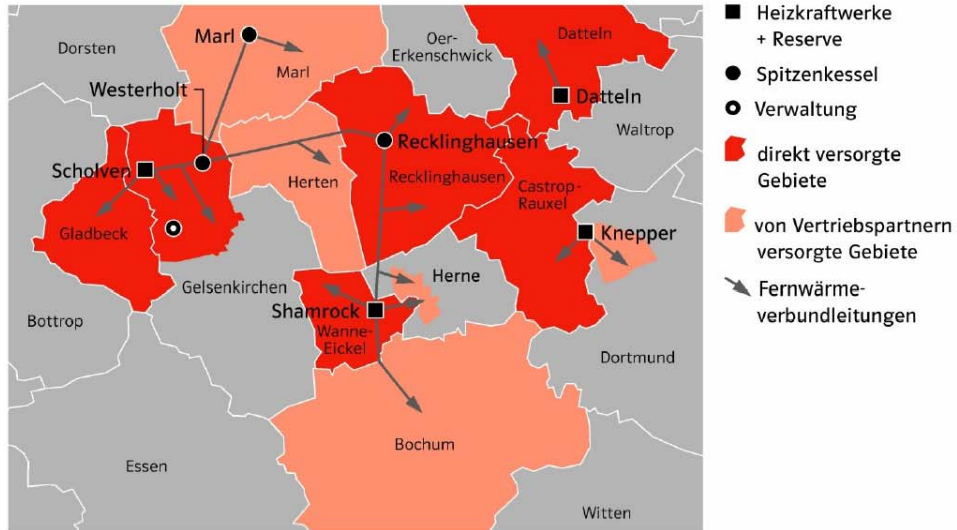 Dorsten
Marl
Marl
Oer-
Erkenschwick
Datteln
Datteln
Waltrop
Westerholt
Scholven
Gladbeck
Herten
Recklinghausen
Recklinghausen
Castrop-
Rauxel
Knepper
Gelsenkirchen
Herne
Bottrop
Shamrock
Wanne-
Eickel
Dortmund
Bochum
Essen
Witten
Heizkraftwerke
+ Reserve
Spitzenkessel
Verwaltung
direkt versorgte
Gebiete
von Vertriebspartnern
versorgte Gebiete
Fernwärme-
verbundleitungen